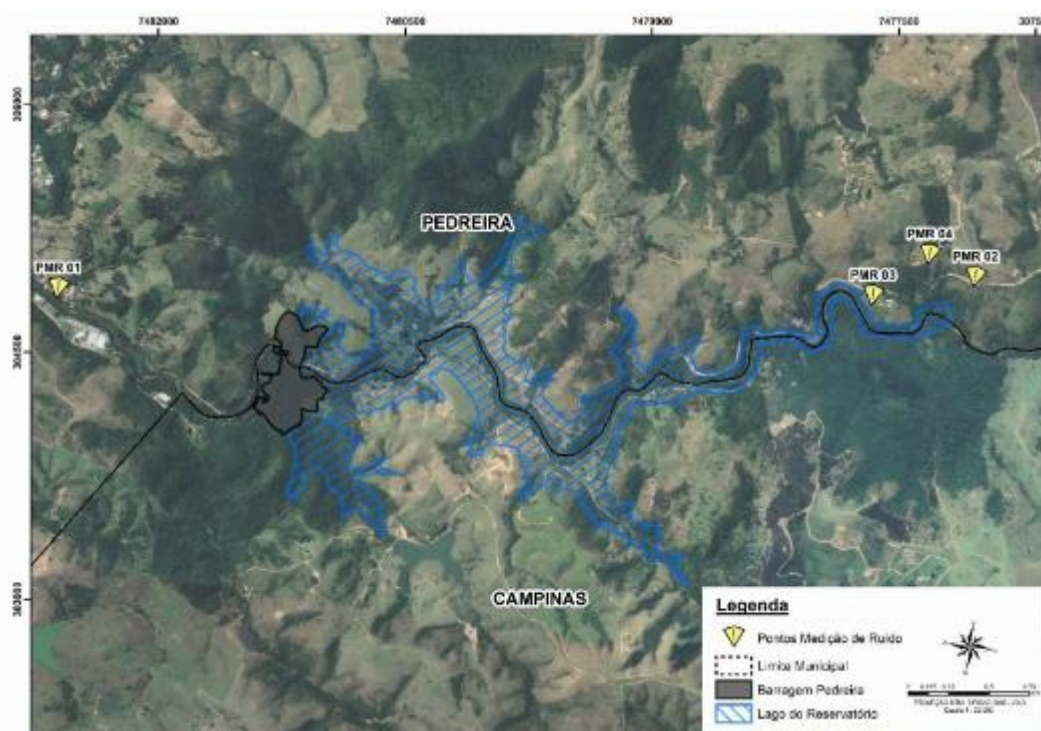 7482000 7480500 7479000 7477500
PEDREIRA
PMR 01
PMR 04
PMR 02
PMR 03
CAMPINAS
303000
Legenda
Pontos Medição de Ruído
Limite Municipal
Barragem Pedreira
Lago do Reservatório